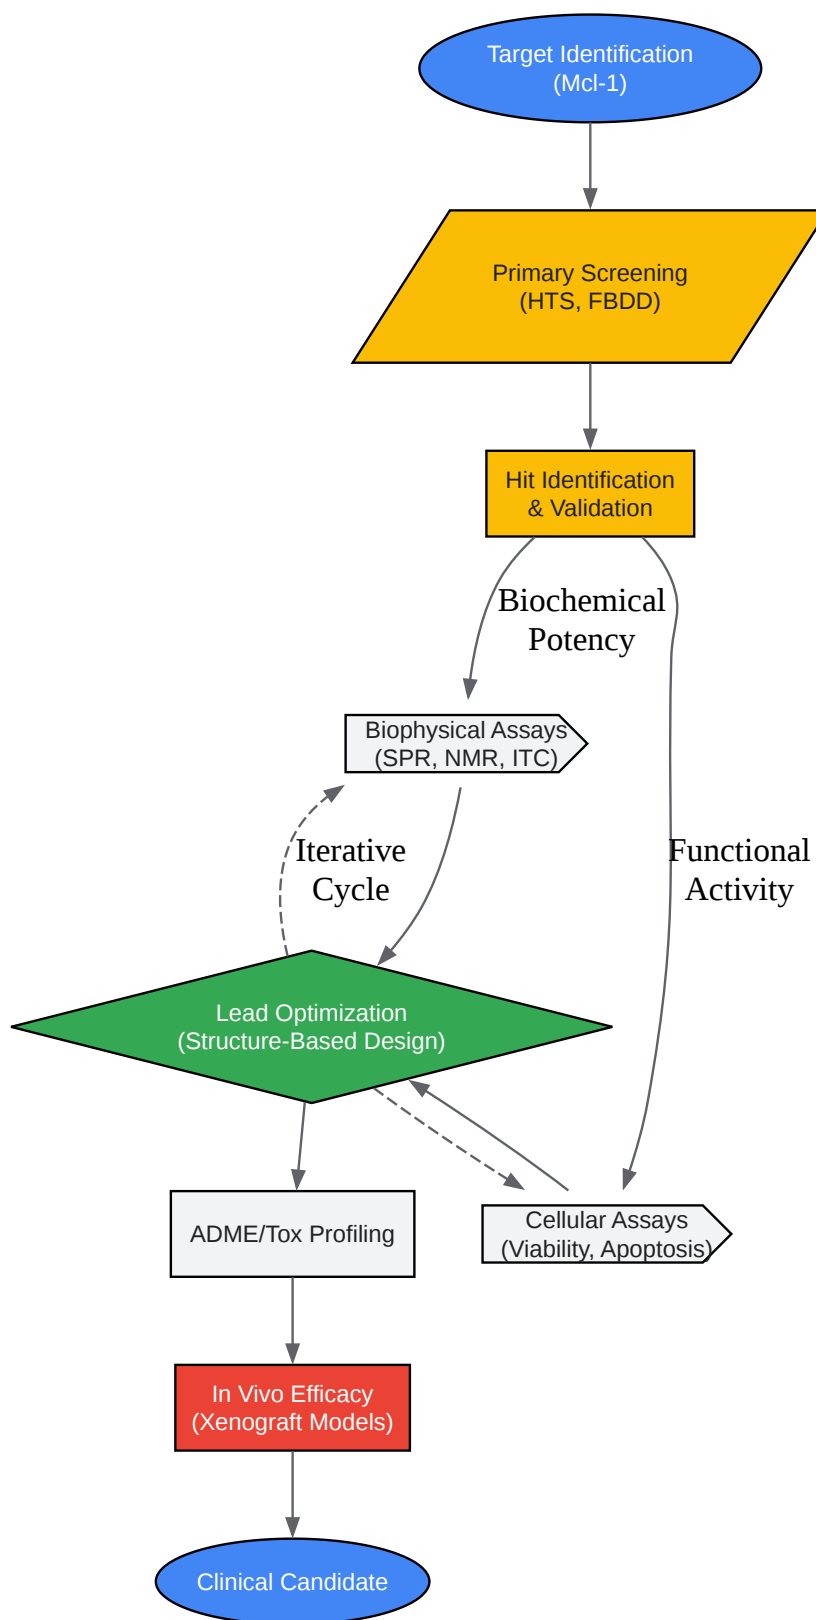 Target Identification
(Mcl-1)
Primary Screening
(HTS, FBDD)
Hit Identification
& Validation
Biochemical
Potency
Biophysical Assays
(SPR, NMR, ITC)
Iterative
Cycle
Functional
Activity
Lead Optimization
(Structure-Based Design)
ADME/Tox Profiling
Cellular Assays
(Viability, Apoptosis)
In Vivo Efficacy
(Xenograft Models)
Clinical Candidate